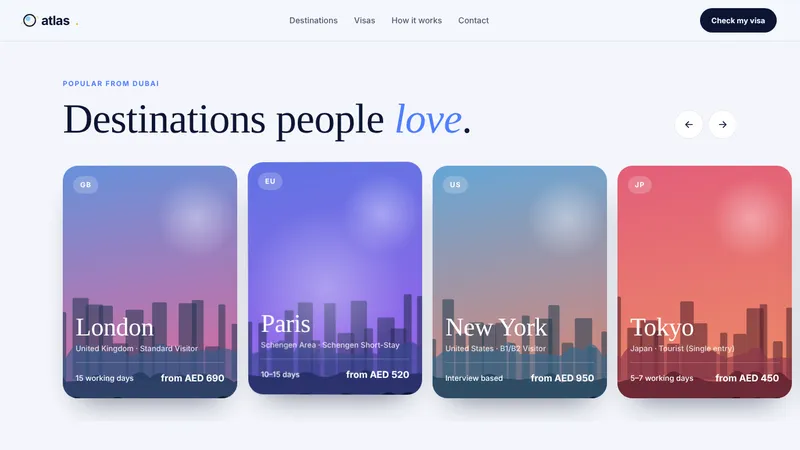 atlas.
Destinations
Visas
How it works
Contact
Check my visa
POPULAR FROM DUBAI
Destinations people love.
←
→
GB
London
United Kingdom · Standard Visitor
15 working days
from AED 690
EU
Paris
Schengen Area · Schengen Short-Stay
10–15 days
from AED 520
US
New York
United States · B1/B2 Visitor
Interview based
from AED 950
JP
Tokyo
Japan · Tourist (Single entry)
5–7 working days
from AED 450